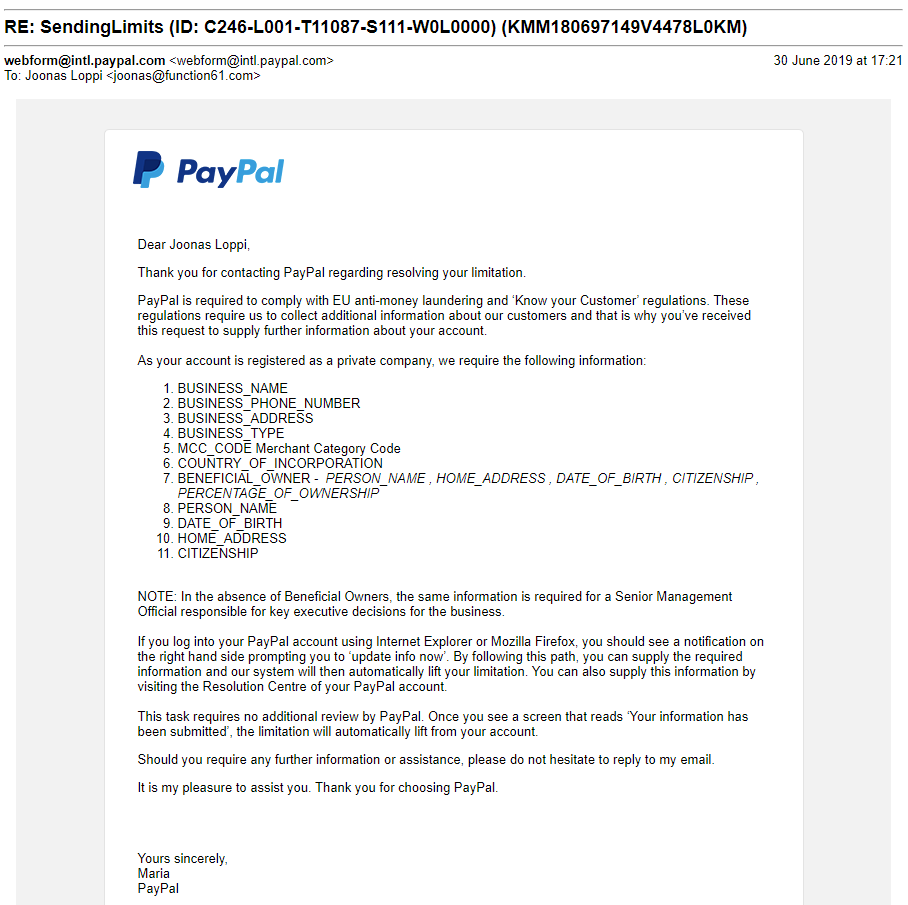 RE: SendingLimits (ID: C246-L001-T11087-S111-W0L0000) (KMM180697149V4478L0KM)
webform@intl.paypal.com <webform@intl.paypal.com> 30 June 2019 at 17:21
To: Joonas Loppi <joonas@function61.com>
PayPal
Dear Joonas Loppi,
Thank you for contacting PayPal regarding resolving your limitation.
PayPal is required to comply with EU anti-money laundering and ‘Know your Customer’ regulations. These
regulations require us to collect additional information about our customers and that is why you’ve received
this request to supply further information about your account.
As your account is registered as a private company, we require the following information:
1. BUSINESS_NAME
2. BUSINESS_PHONE_NUMBER
3. BUSINESS_ADDRESS
4. BUSINESS_TYPE
5. MCC_CODE Merchant Category Code
6. COUNTRY_OF_INCORPORATION
7. BENEFICIAL_OWNER - PERSON_NAME , HOME_ADDRESS , DATE_OF_BIRTH , CITIZENSHIP ,
PERCENTAGE_OF_OWNERSHIP
8. PERSON_NAME
9. DATE_OF_BIRTH
10. HOME_ADDRESS
11. CITIZENSHIP
NOTE: In the absence of Beneficial Owners, the same information is required for a Senior Management
Official responsible for key executive decisions for the business.
If you log into your PayPal account using Internet Explorer or Mozilla Firefox, you should see a notification on
the right hand side prompting you to ‘update info now’. By following this path, you can supply the required
information and our system will then automatically lift your limitation. You can also supply this information by
visiting the Resolution Centre of your PayPal account.
This task requires no additional review by PayPal. Once you see a screen that reads ‘Your information has
been submitted’, the limitation will automatically lift from your account.
Should you require any further information or assistance, please do not hesitate to reply to my email.
It is my pleasure to assist you. Thank you for choosing PayPal.
Yours sincerely,
Maria
PayPal